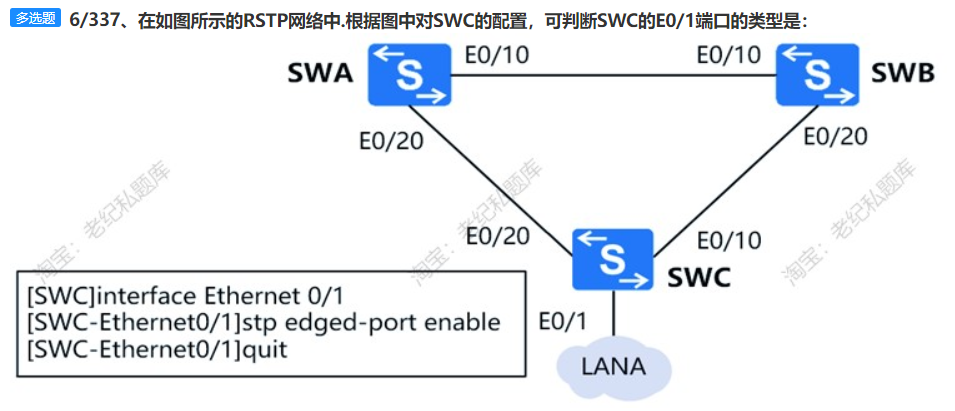 多选题 6/337、在如图所示的RSTP网络中.根据图中对SWC的配置，可判断SWC的E0/1端口的类型是：
SWA E0/10 E0/10 SWB
E0/20 E0/20
淘宝：老纪私题库 淘宝：老纪私题库 淘宝：老纪私题库
E0/20 E0/10
SWC
[SWC]interface Ethernet 0/1
[SWC-Ethernet0/1]stp edged-port enable
[SWC-Ethernet0/1]quit
E0/1
LANA